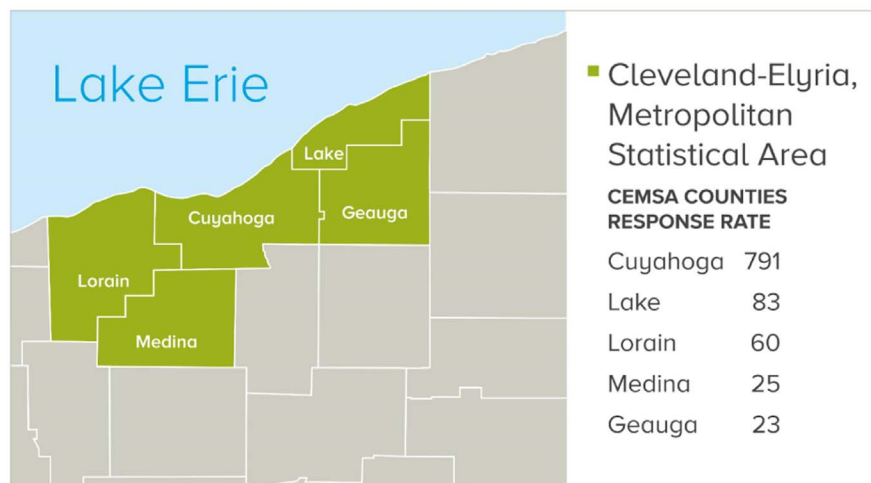 Lake Erie
Lake
Cuyahoga
Geauga
Lorain
Medina
Cleveland-Elyria,
Metropolitan
Statistical Area
CEMSA COUNTIES
RESPONSE RATE
Cuyahoga 791
Lake 83
Lorain 60
Medina 25
Geauga 23